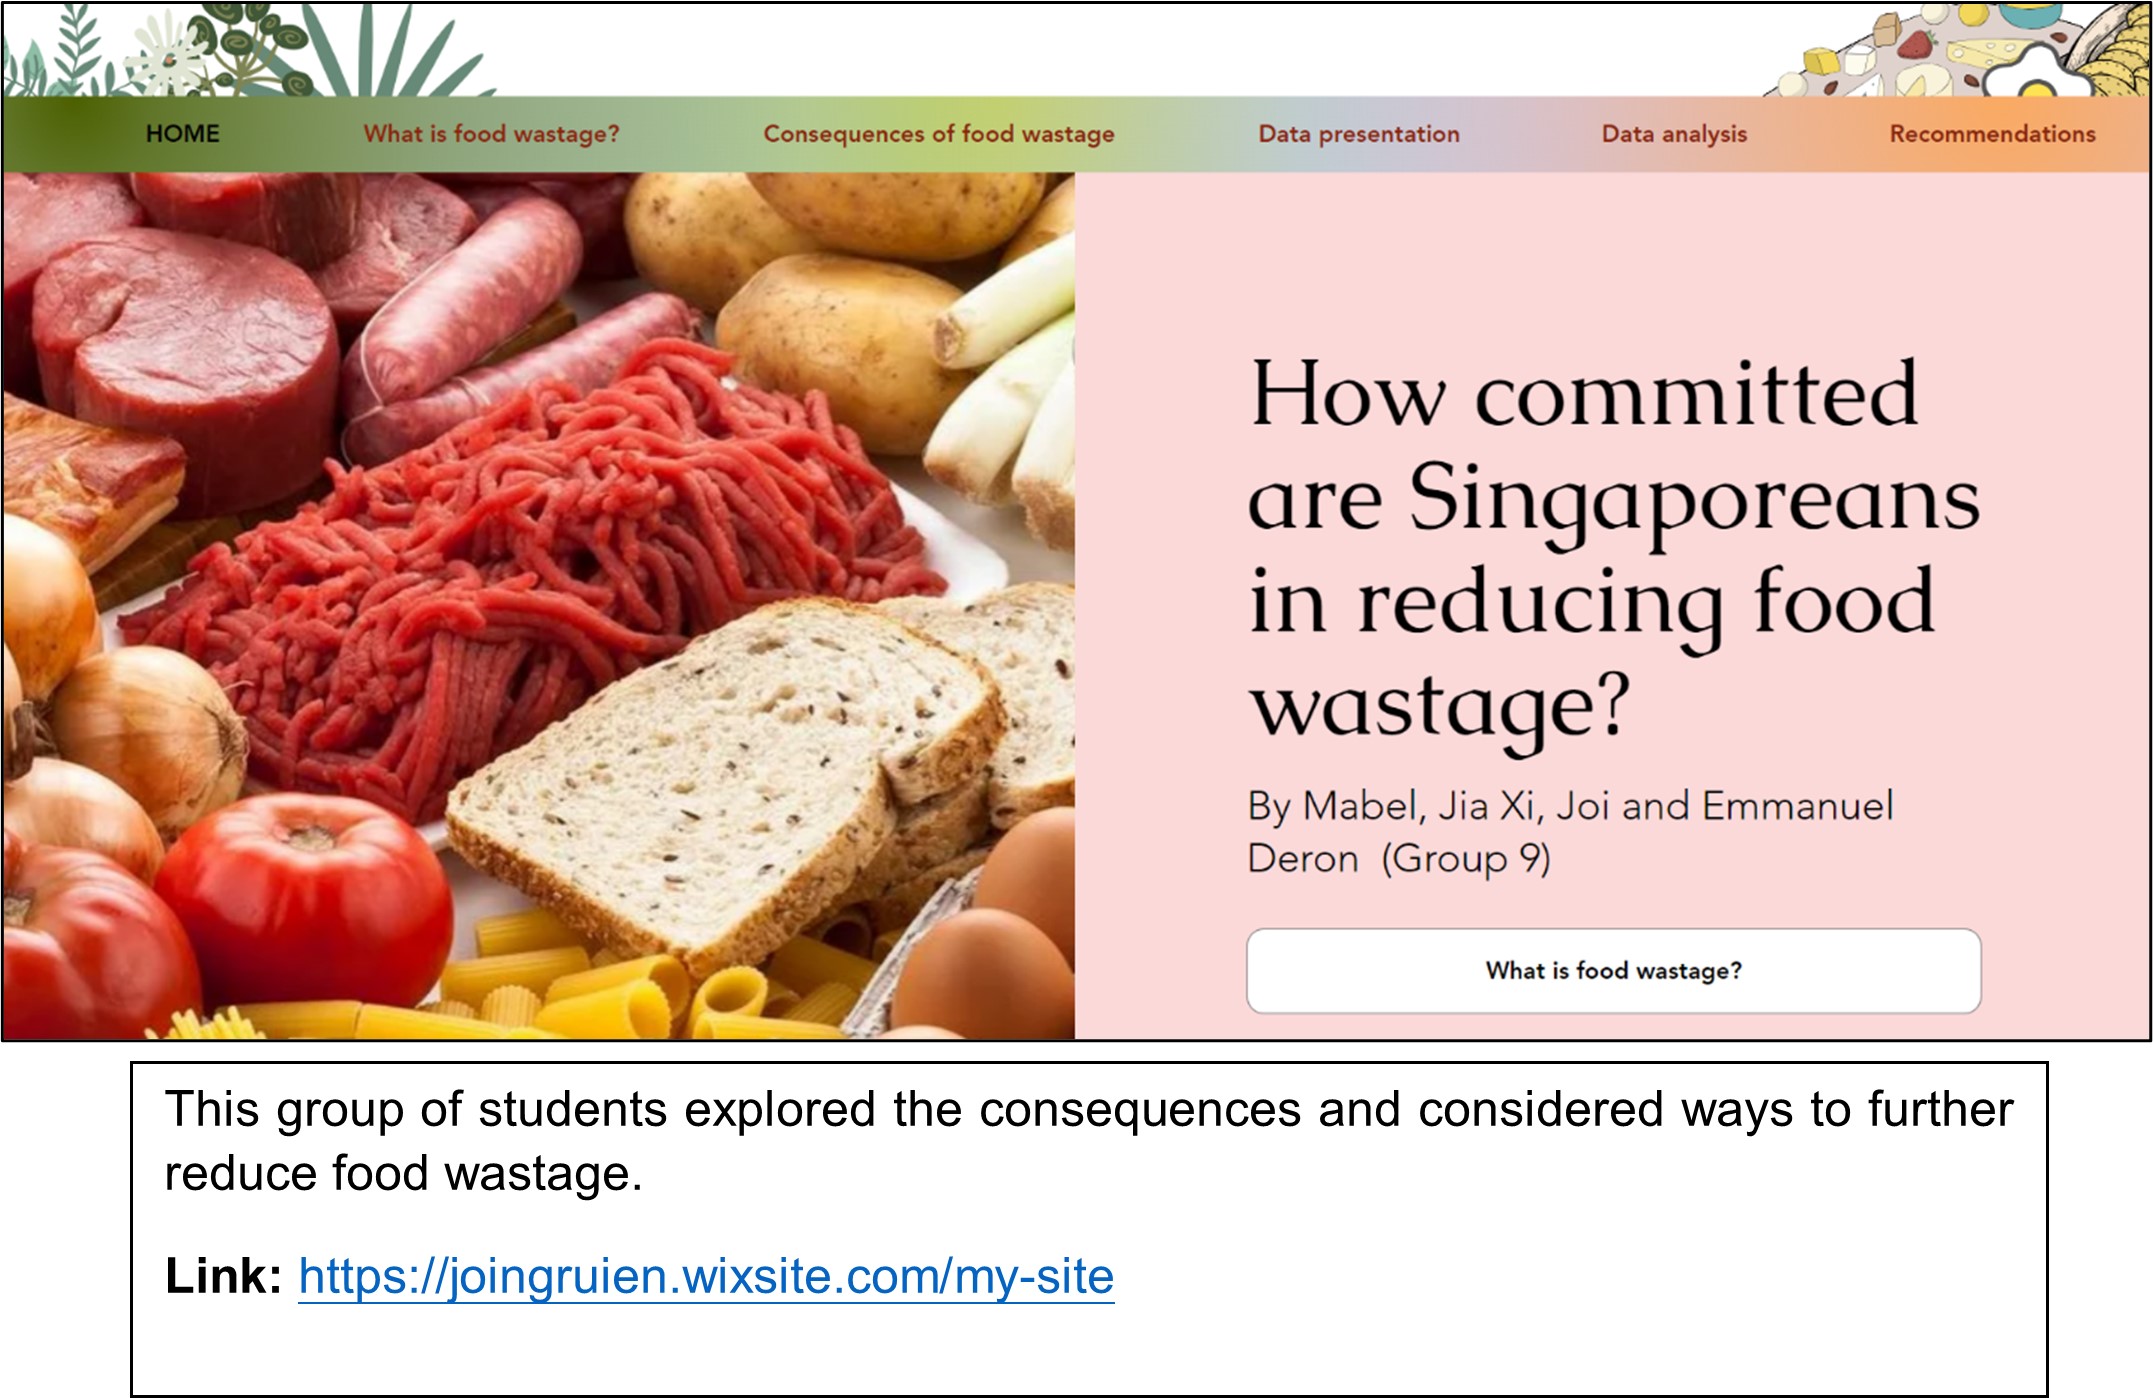 HOME What is food wastage? Consequences of food wastage Data presentation Data analysis Recommendations
How committed
are Singaporeans
in reducing food
wastage?
By Mabel, Jia Xi, Joi and Emmanuel
Deron (Group 9)
What is food wastage?
This group of students explored the consequences and considered ways to further
reduce food wastage.
Link: https://joingruien.wixsite.com/my-site